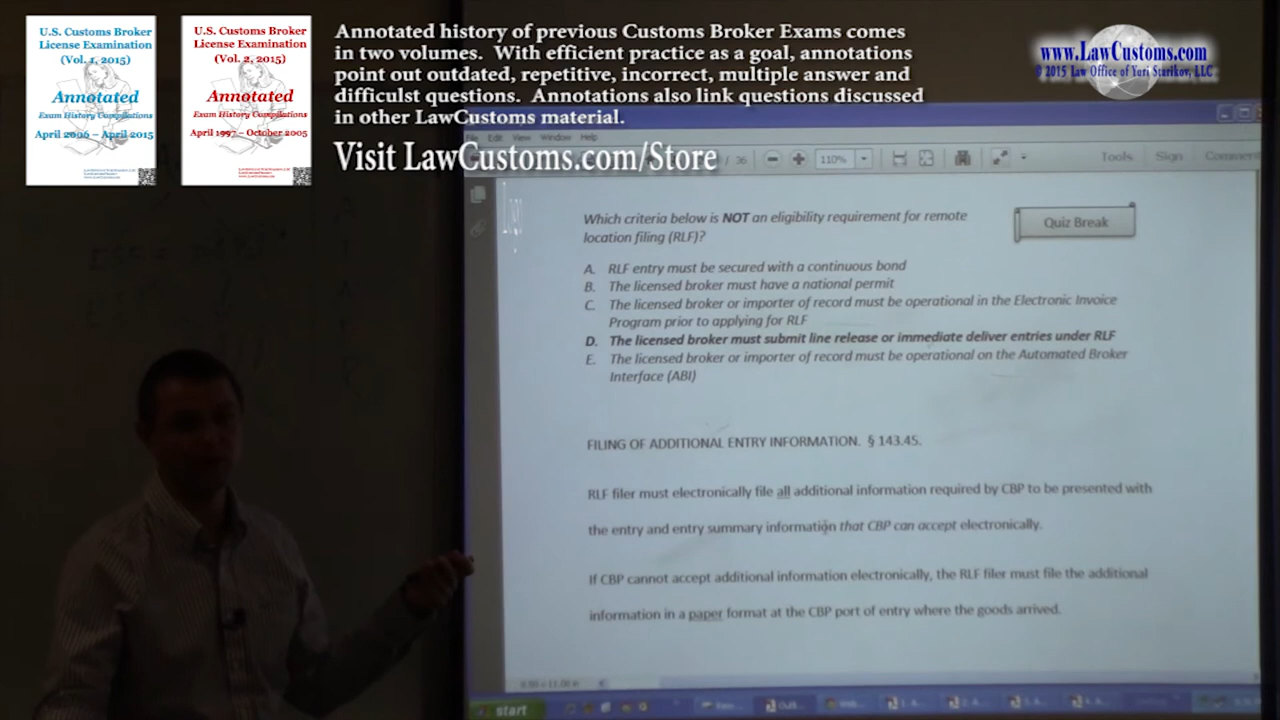 U.S. Customs Broker
License Examination
(Vol. 1, 2015)
Annotated
Exam History Compilations
April 2006 – April 2015
U.S. Customs Broker
License Examination
(Vol. 2, 2015)
Annotated
Exam History Compilations
April 1997 – October 2005
Annotated history of previous Customs Broker Exams comes
in two volumes. With efficient practice as a goal, annotations
point out outdated, repetitive, incorrect, multiple answer and
difficulst questions. Annotations also link questions discussed
in other LawCustoms material.
Visit LawCustoms.com/Store
www.LawCustoms.com
© 2015 Law Office of Yuri Starikov, LLC
Edit View Window Help
/ 36
110%
Tools Sign Comment
Which criteria below is NOT an eligibility requirement for remote
location filing (RLF)?
Quiz Break
A. RLF entry must be secured with a continuous bond
B. The licensed broker must have a national permit
C. The licensed broker or importer of record must be operational in the Electronic Invoice
Program prior to applying for RLF
D. The licensed broker must submit line release or immediate deliver entries under RLF
E. The licensed broker or importer of record must be operational on the Automated Broker
Interface (ABI)
FILING OF ADDITIONAL ENTRY INFORMATION. § 143.45.
RLF filer must electronically file all additional information required by CBP to be presented with
the entry and entry summary information that CBP can accept electronically.
If CBP cannot accept additional information electronically, the RLF filer must file the additional
information in a paper format at the CBP port of entry where the goods arrived.
start